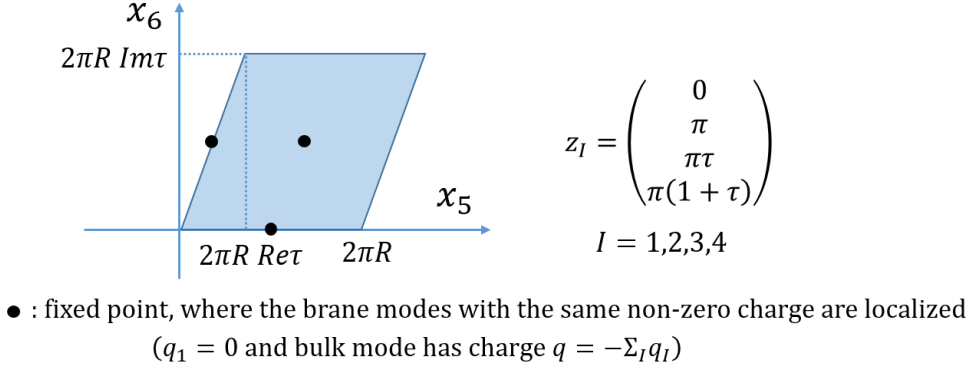 x₆
2πR Imτ
x₅
2πR Reτ
2πR
z_I = (0
π
πτ
π(1 + τ))
I = 1,2,3,4
● : fixed point, where the brane modes with the same non-zero charge are localized
(q₁ = 0 and bulk mode has charge q = −Σ_I q_I)